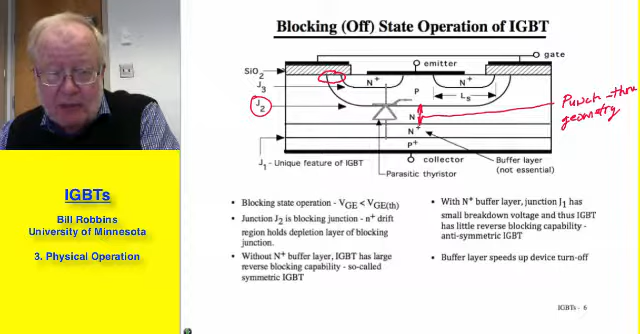 Blocking (Off) State Operation of IGBT
gate
emitter
SiO2
N+
N+
J3
P
Ls
J2
N-
Punch-thru
geometry
N+
P+
J1 - Unique feature of IGBT
collector
Buffer layer
(not essential)
Parasitic thyristor
IGBTs
Bill Robbins
University of Minnesota
3. Physical Operation
• Blocking state operation - VGE < VGE(th)
• Junction J2 is blocking junction - n+ drift
region holds depletion layer of blocking
junction.
• Without N+ buffer layer, IGBT has large
reverse blocking capability - so-called
symmetric IGBT
• With N+ buffer layer, junction J1 has
small breakdown voltage and thus IGBT
has little reverse blocking capability -
anti-symmetric IGBT
• Buffer layer speeds up device turn-off
IGBTs - 6